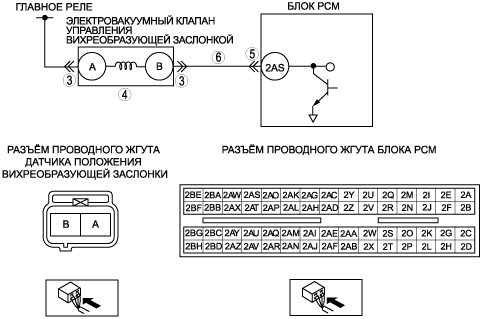 ГЛАВНОЕ РЕЛЕ
БЛОК PCM
ЭЛЕКТРОВАКУУМНЫЙ КЛАПАН
УПРАВЛЕНИЯ
ВИХРЕОБРАЗУЮЩЕЙ ЗАСЛОНКОЙ
A B 2AS
3 3 4 6 5
РАЗЪЁМ ПРОВОДНОГО ЖГУТА
ДАТЧИКА ПОЛОЖЕНИЯ
ВИХРЕОБРАЗУЮЩЕЙ ЗАСЛОНКИ
B A
РАЗЪЁМ ПРОВОДНОГО ЖГУТА БЛОКА PCM
2BE 2BA 2AW 2AS 2AO 2AK 2AG 2AC 2Y 2U 2Q 2M 2I 2E 2A
2BF 2BB 2AX 2AT 2AP 2AL 2AH 2AD 2Z 2V 2R 2N 2J 2F 2B
2BG 2BC 2AY 2AU 2AQ 2AM 2AI 2AE 2AA 2W 2S 2O 2K 2G 2C
2BH 2BD 2AZ 2AV 2AR 2AN 2AJ 2AF 2AB 2X 2T 2P 2L 2H 2D